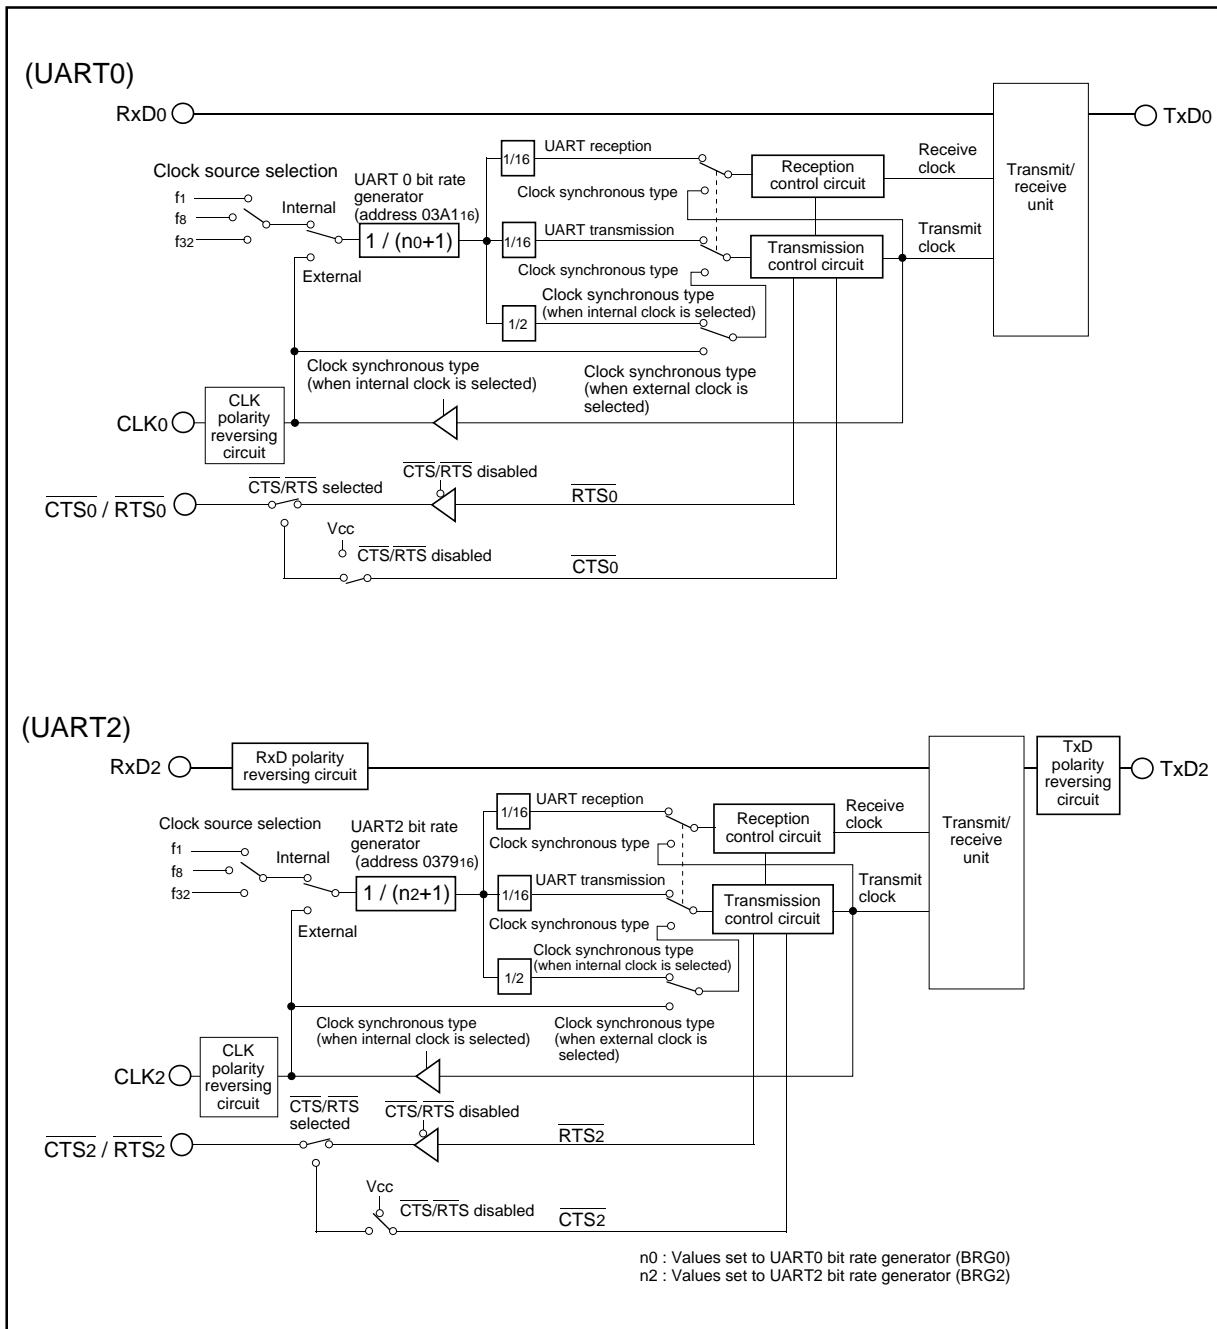 (UART0)
RxD0
TxD0
Clock source selection
f1
f8
f32
Internal
External
UART 0 bit rate
generator
(address 03A116)
1 / (n0+1)
1/16
UART reception
Clock synchronous type
1/16
UART transmission
Clock synchronous type
Clock synchronous type
(when internal clock is selected)
1/2
Reception
control circuit
Receive
clock
Transmission
control circuit
Transmit
clock
Transmit/
receive
unit
Clock synchronous type
(when internal clock is selected)
Clock synchronous type
(when external clock is
selected)
CLK0
CLK
polarity
reversing
circuit
CTS/RTS disabled
CTS/RTS selected
CTS0 / RTS0
RTS0
Vcc
CTS/RTS disabled
CTS0
(UART2)
RxD2
RxD polarity
reversing circuit
TxD
polarity
reversing
circuit
TxD2
Clock source selection
f1
f8
f32
Internal
External
UART2 bit rate
generator
(address 037916)
1 / (n2+1)
1/16
UART reception
Clock synchronous type
1/16
UART transmission
Clock synchronous type
Clock synchronous type
(when internal clock is selected)
1/2
Reception
control circuit
Receive
clock
Transmission
control circuit
Transmit
clock
Transmit/
receive
unit
Clock synchronous type
(when internal clock is selected)
Clock synchronous type
(when external clock is
selected)
CLK2
CLK
polarity
reversing
circuit
CTS/RTS
selected
CTS/RTS disabled
CTS2 / RTS2
RTS2
Vcc
CTS/RTS disabled
CTS2
n0 : Values set to UART0 bit rate generator (BRG0)
n2 : Values set to UART2 bit rate generator (BRG2)